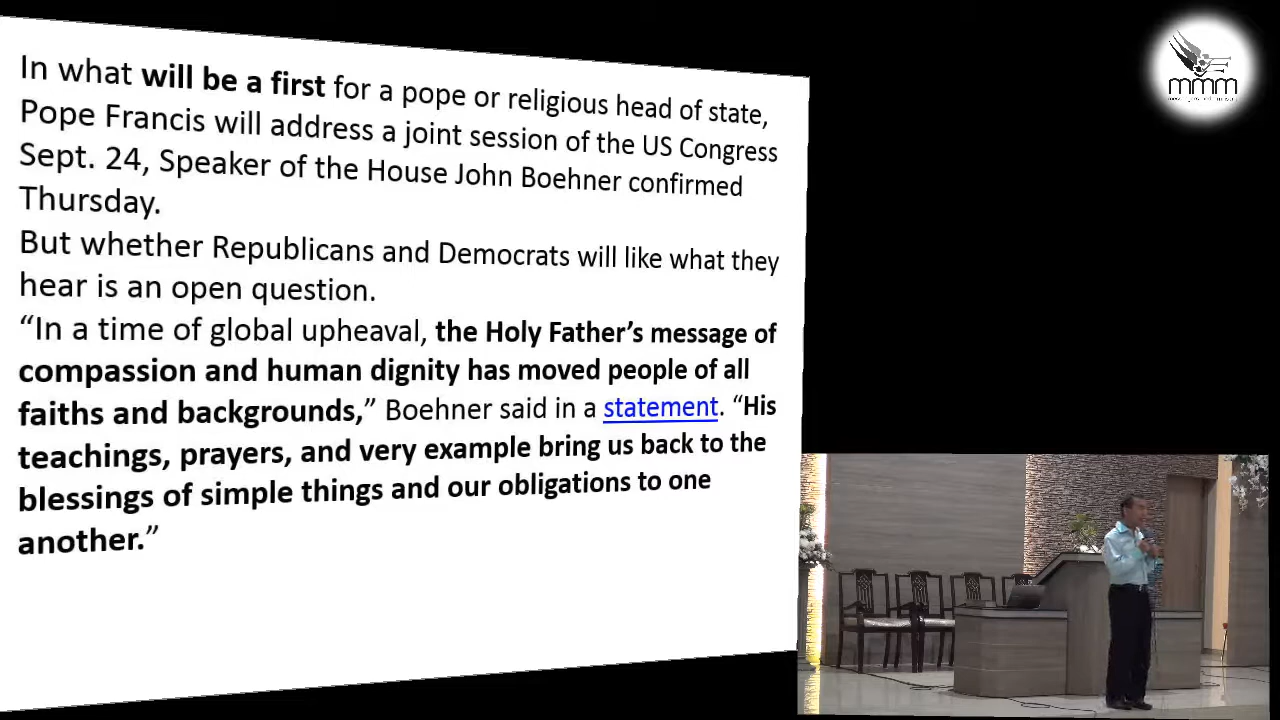 In what will be a first for a pope or religious head of state,
Pope Francis will address a joint session of the US Congress
Sept. 24, Speaker of the House John Boehner confirmed
Thursday.
But whether Republicans and Democrats will like what they
hear is an open question.
“In a time of global upheaval, the Holy Father’s message of
compassion and human dignity has moved people of all
faiths and backgrounds,” Boehner said in a statement. “His
teachings, prayers, and very example bring us back to the
blessings of simple things and our obligations to one
another.”
mmm